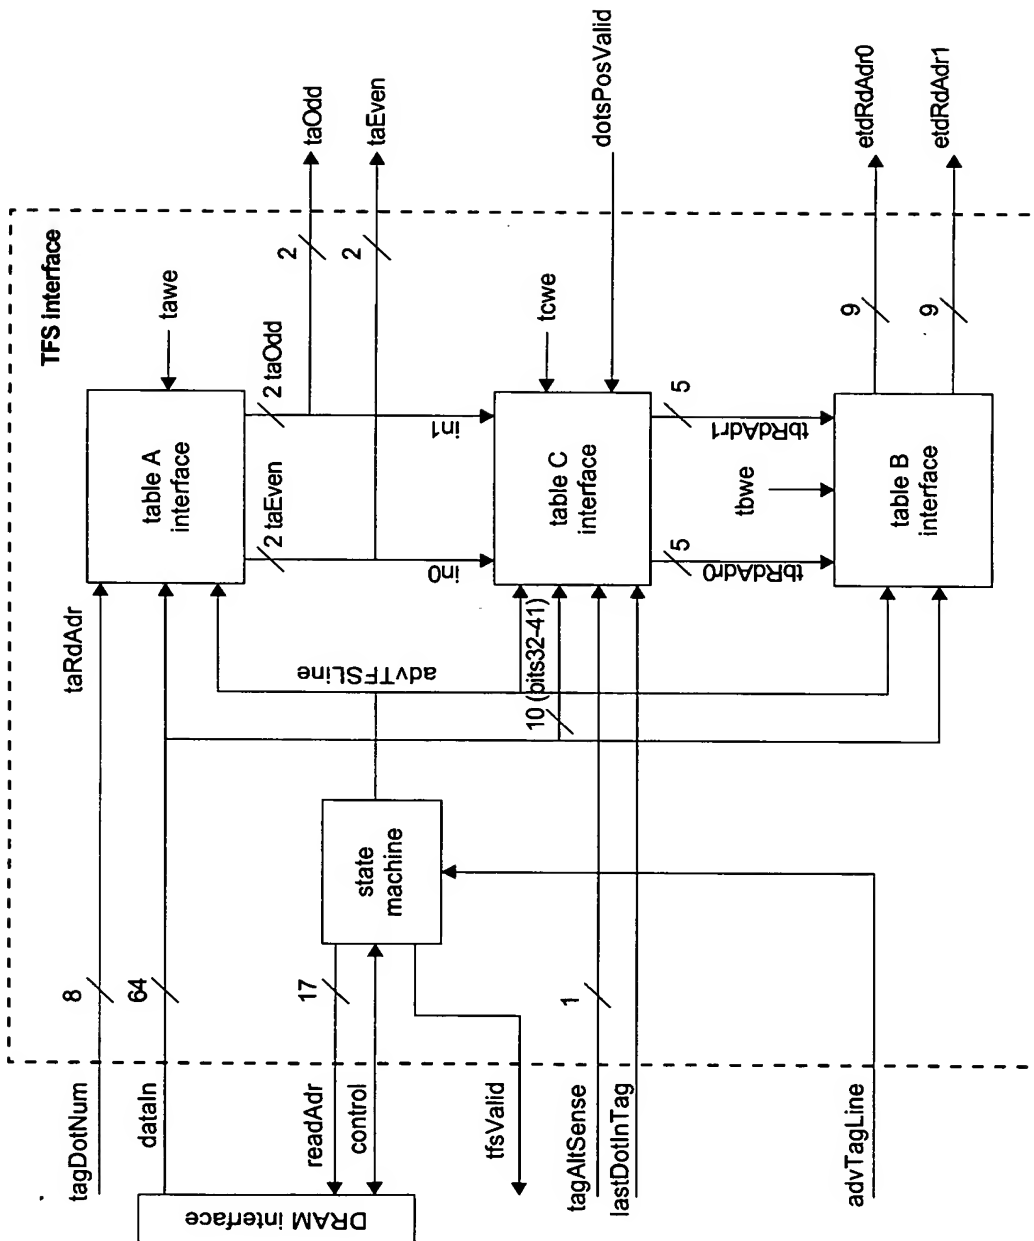 TFS interface
tagDotNum
8
taRdAdr
dataIn
64
table A
interface
tawe
2 taOdd
2 taEven
2
taOdd
2
taEven
DRAM interface
readAdr
17
control
tfsValid
state
machine
advTFSLine
10 (bits32-41)
in1
in0
table C
interface
tcwe
dotsPosValid
tagAltSense
1
lastDotInTag
5
tbRdAdr1
5
tbRdAdr0
tbwe
table B
interface
9
etdRdAdr0
9
etdRdAdr1
advTagLine